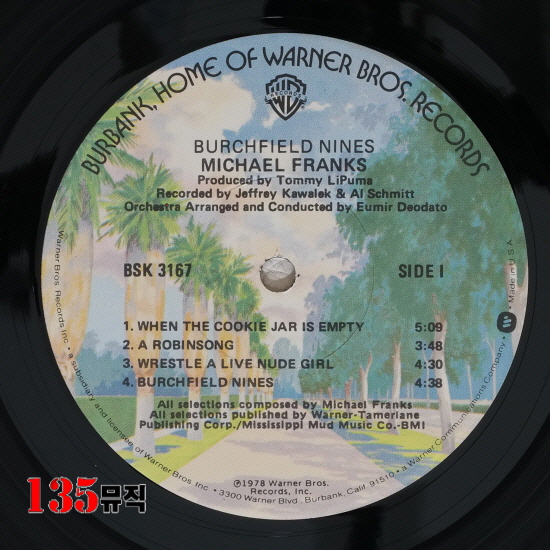 BURBANK, HOME OF WARNER BROS. RECORDS
WB
RECORDS
BURCHFIELD NINES
MICHAEL FRANKS
Produced by Tommy LiPuma
Recorded by Jeffrey Kawalek & Al Schmitt
Orchestra Arranged and Conducted by Eumir Deodato
BSK 3167 SIDE I
1. WHEN THE COOKIE JAR IS EMPTY 5:09
2. A ROBINSONG 3:48
3. WRESTLE A LIVE NUDE GIRL 4:30
4. BURCHFIELD NINES 4:38
All selections composed by Michael Franks
All selections published by Warner-Tamerlane
Publishing Corp./Mississippi Mud Music Co.-BMI
℗1978 Warner Bros.
Records, Inc.
Warner Bros. Records Inc. • a subsidiary and licensee of Warner Bros. Inc. • 3300 Warner Blvd., Burbank, Calif. 91510 • a Warner Communications Company • Made in U.S.A.
135뮤직